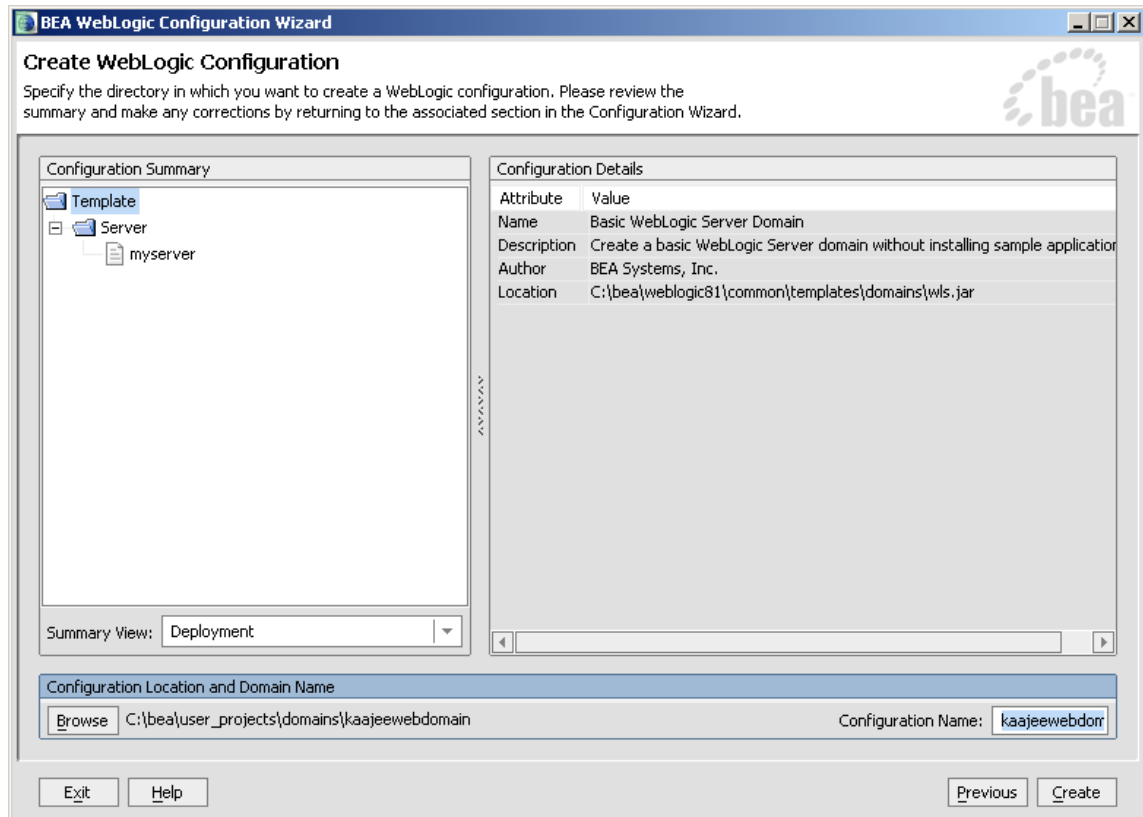 BEA WebLogic Configuration Wizard
Create WebLogic Configuration
Specify the directory in which you want to create a WebLogic configuration. Please review the
summary and make any corrections by returning to the associated section in the Configuration Wizard.
bea
Configuration Summary
Template
Server
myserver
Summary View: Deployment
Configuration Details
Attribute Value
Name Basic WebLogic Server Domain
Description Create a basic WebLogic Server domain without installing sample application
Author BEA Systems, Inc.
Location C:\bea\weblogic81\common\templates\domains\wls.jar
Configuration Location and Domain Name
Browse C:\bea\user_projects\domains\kaajeewebdomain Configuration Name: kaajeewebdom
Exit Help Previous Create